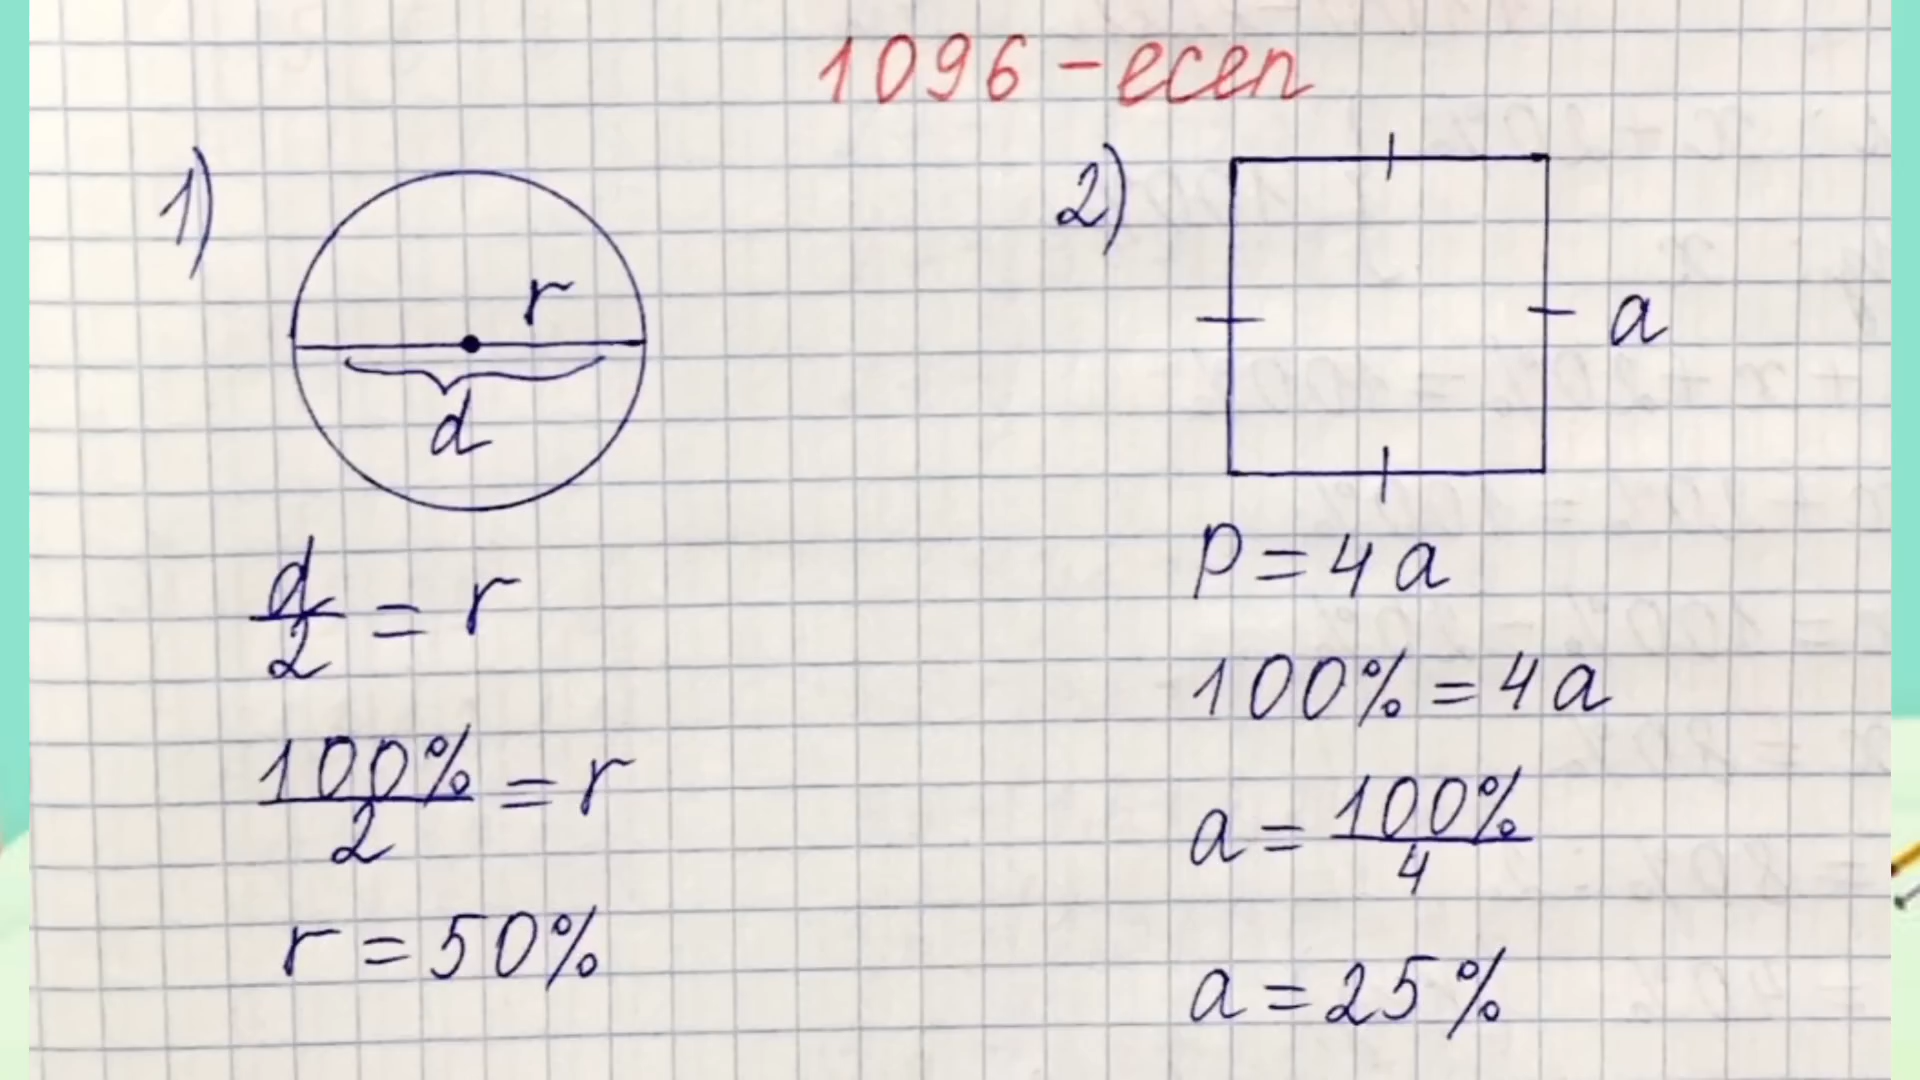 1096-есеп
1)
r
d
d/2 = r
100%/2 = r
r = 50%
2)
a
P = 4a
100% = 4a
a = 100%/4
a = 25%